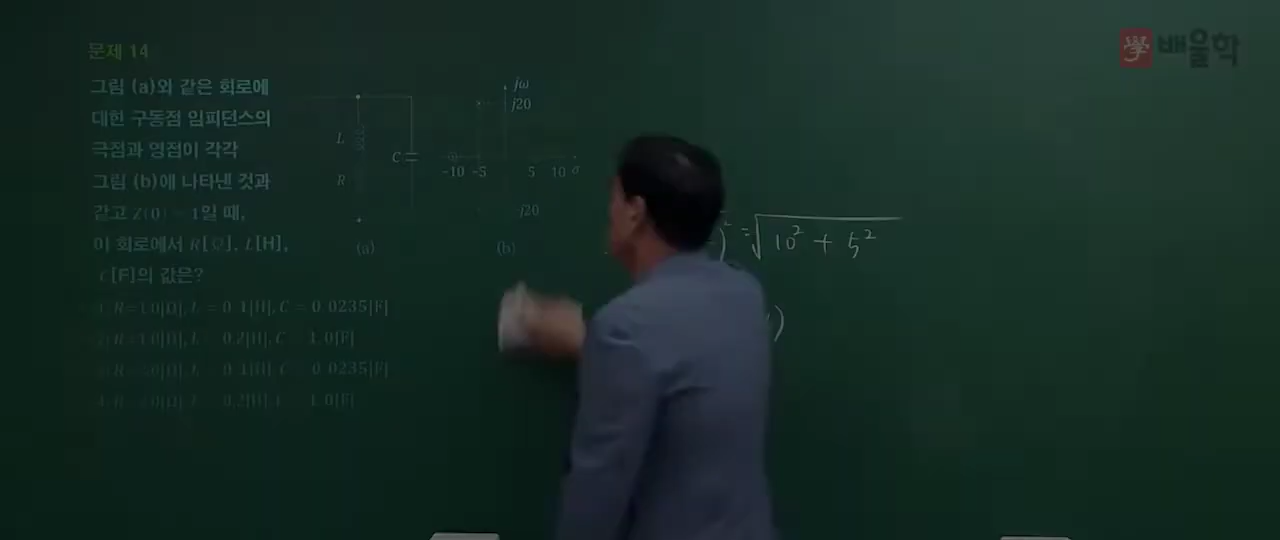 學 배울학
문제 14
그림 (a)와 같은 회로에
대한 구동점 임피던스의
극점과 영점이 각각
그림 (b)에 나타낸 것과
같고 Z(0) = 1일 때,
이 회로에서 R[Ω], L[H],
C[F]의 값은?
R=1.0[Ω], L = 0.1[H], C = 0.0235[F]
R=1.0[Ω], L = 0.2[H], C = 1.0[F]
R=2.0[Ω], L = 0.1[H], C = 0.0235[F]
R=2.0[Ω], L = 0.2[H], C = 1.0[F]
L
R
C
(a)
jω
j20
-10 -5 5 10 σ
-j20
(b)
)² = √10² + 5²
)